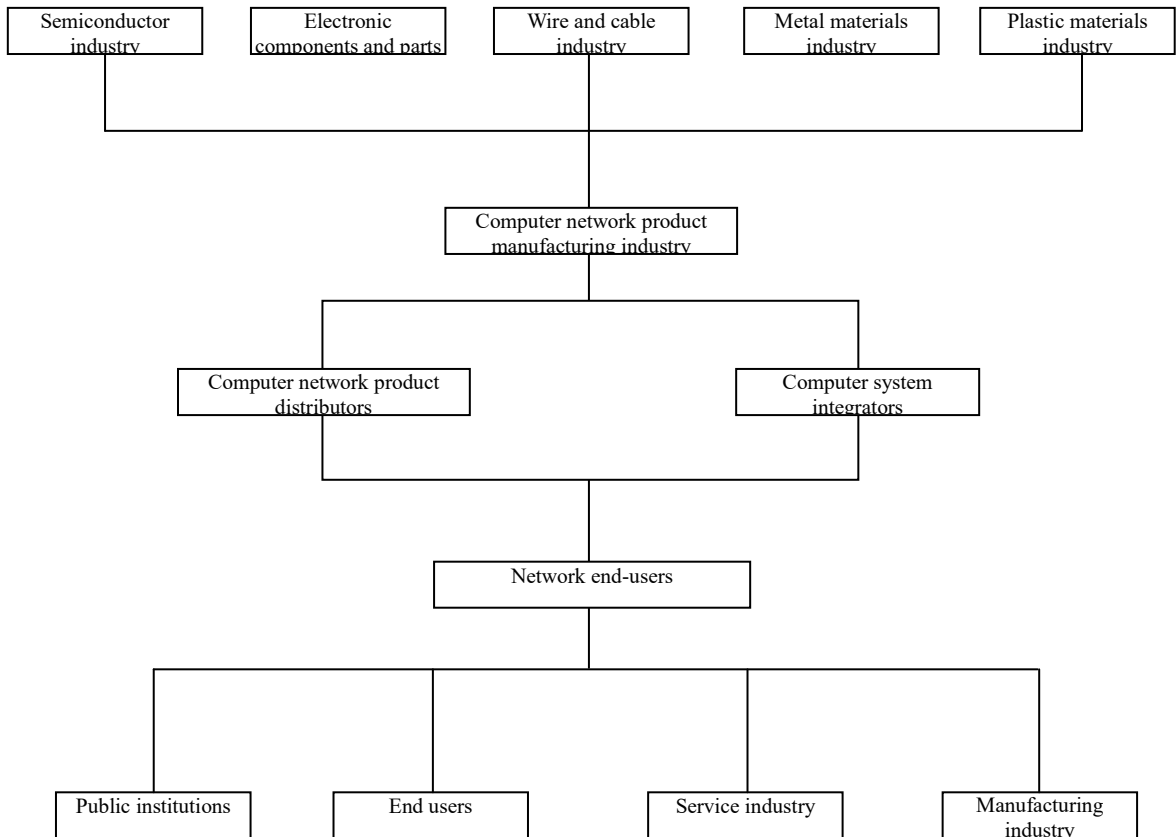 Semiconductor
industry
Electronic
components and parts
Wire and cable
industry
Metal materials
industry
Plastic materials
industry
Computer network product
manufacturing industry
Computer network product
distributors
Computer system
integrators
Network end-users
Public institutions
End users
Service industry
Manufacturing
industry